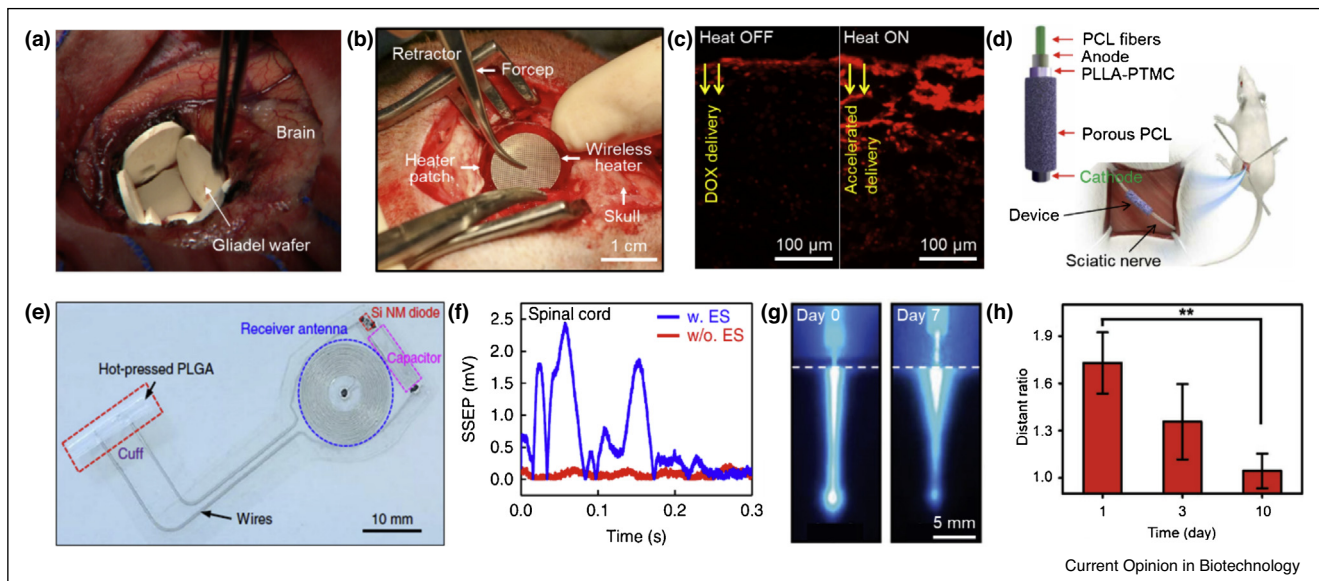 (a)
Brain
Gliadel wafer
(b)
Retractor
Forcep
Heater
patch
Wireless
heater
Skull
1 cm
(c)
Heat OFF
Heat ON
DOX delivery
Accelerated
delivery
100 µm
100 µm
(d)
PCL fibers
Anode
PLLA-PTMC
Porous PCL
Cathode
Device
Sciatic nerve
(e)
Si NM diode
Receiver antenna
Capacitor
Hot-pressed PLGA
Cuff
Wires
10 mm
(f)
Spinal cord
w. ES
w/o. ES
SSEP (mV)
2.5
2.0
1.5
1.0
0.5
0.0
0.0 0.1 0.2 0.3
Time (s)
(g)
Day 0
Day 7
5 mm
(h)
**
Distant ratio
1.9
1.6
1.3
1.0
1 3 10
Time (day)
Current Opinion in Biotechnology